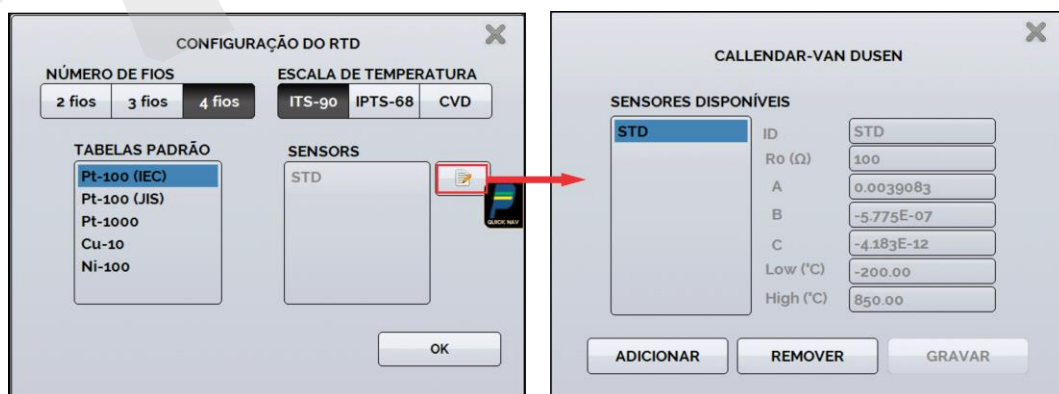 CONFIGURAÇÃO DO RTD
NÚMERO DE FIOS
2 fios 3 fios 4 fios
ESCALA DE TEMPERATURA
ITS-90 IPTS-68 CVD
TABELAS PADRÃO
Pt-100 (IEC)
Pt-100 (JIS)
Pt-1000
Cu-10
Ni-100
SENSORS
STD
QUICK NAV
OK
CALLENDAR-VAN DUSEN
SENSORES DISPONÍVEIS
STD
ID STD
Ro (Ω) 100
A 0.0039083
B -5.775E-07
C -4.183E-12
Low (°C) -200.00
High (°C) 850.00
ADICIONAR REMOVER GRAVAR